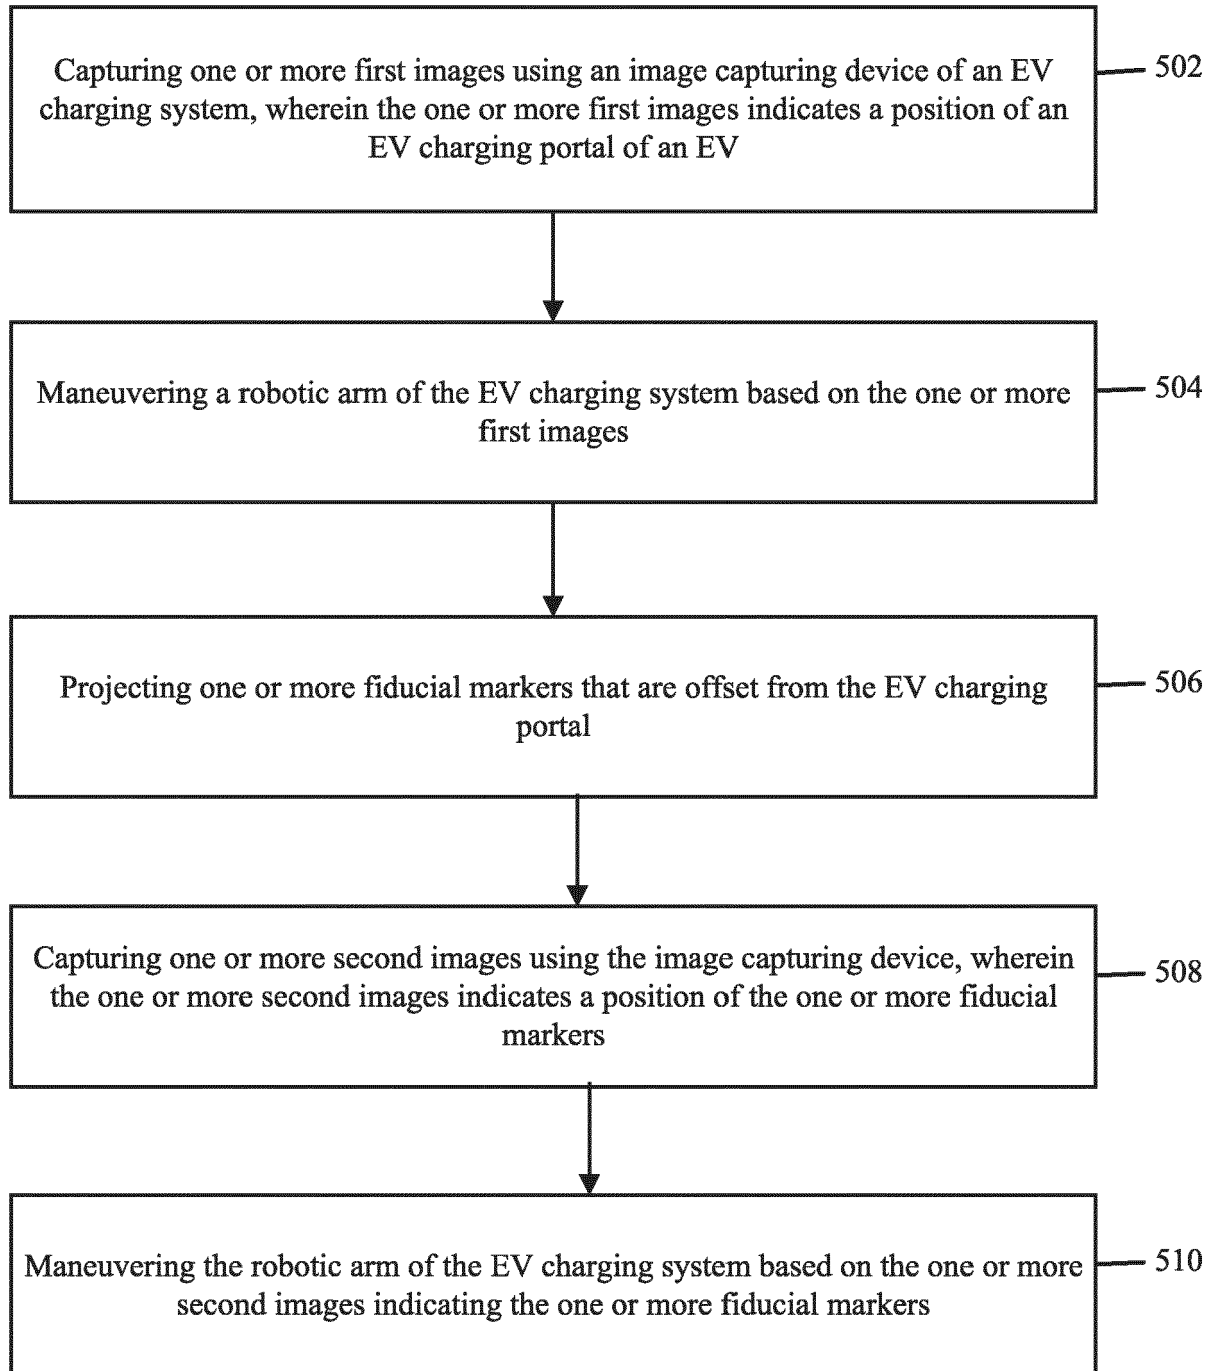 Capturing one or more first images using an image capturing device of an EV
charging system, wherein the one or more first images indicates a position of an
EV charging portal of an EV
502
Maneuvering a robotic arm of the EV charging system based on the one or more
first images
504
Projecting one or more fiducial markers that are offset from the EV charging
portal
506
Capturing one or more second images using the image capturing device, wherein
the one or more second images indicates a position of the one or more fiducial
markers
508
Maneuvering the robotic arm of the EV charging system based on the one or more
second images indicating the one or more fiducial markers
510